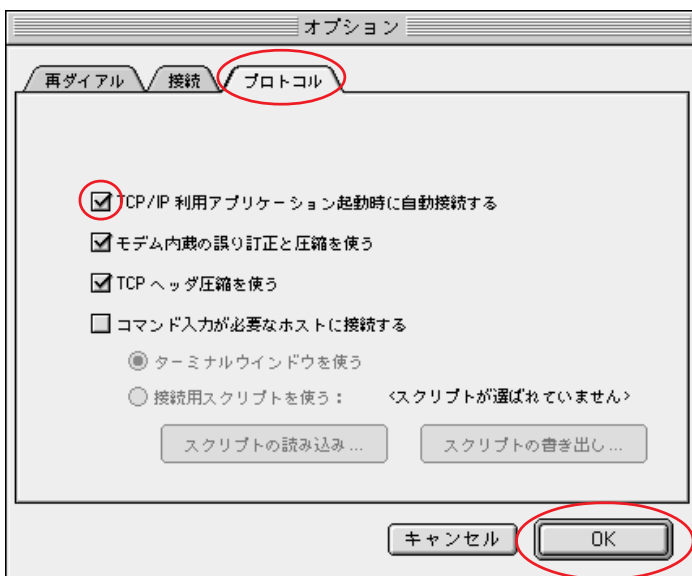 オプション
再ダイアル 接続 プロトコル
TCP/IP 利用アプリケーション起動時に自動接続する
モデム内蔵の誤り訂正と圧縮を使う
TCP ヘッダ圧縮を使う
コマンド入力が必要なホストに接続する
ターミナルウインドウを使う
接続用スクリプトを使う： <スクリプトが選ばれていません>
スクリプトの読み込み... スクリプトの書き出し...
キャンセル OK